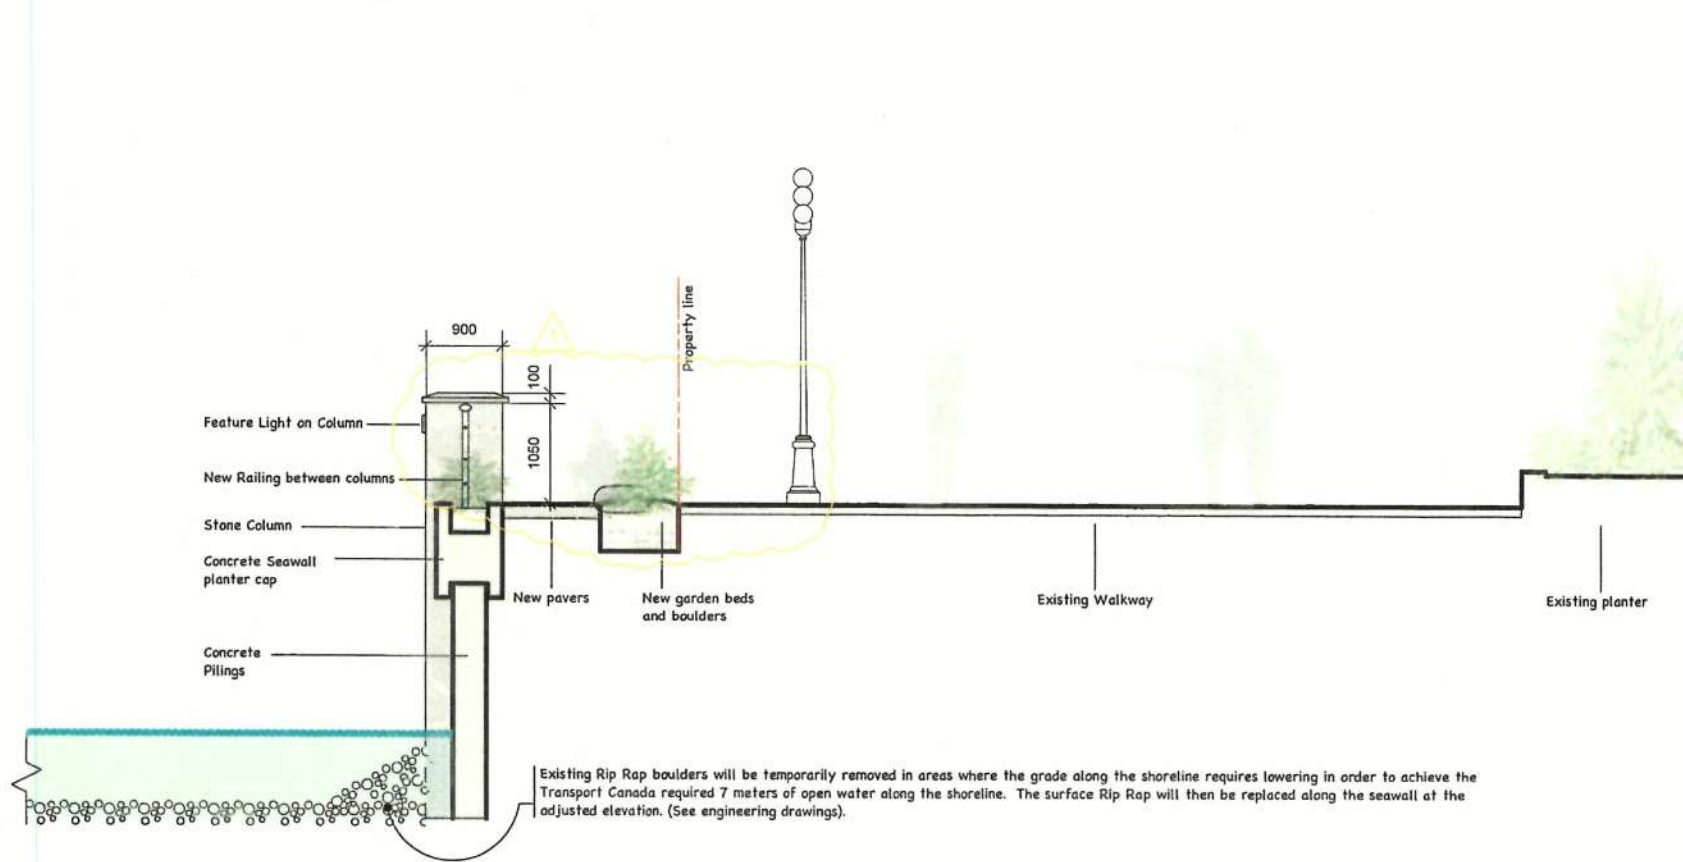 900
100
1050
Property line
Feature Light on Column
New Railing between columns
Stone Column
Concrete Seawall
planter cap
Concrete
Pilings
New pavers
New garden beds
and boulders
Existing Walkway
Existing planter
Existing Rip Rap boulders will be temporarily removed in areas where the grade along the shoreline requires lowering in order to achieve the
Transport Canada required 7 meters of open water along the shoreline. The surface Rip Rap will then be replaced along the seawall at the
adjusted elevation. (See engineering drawings).